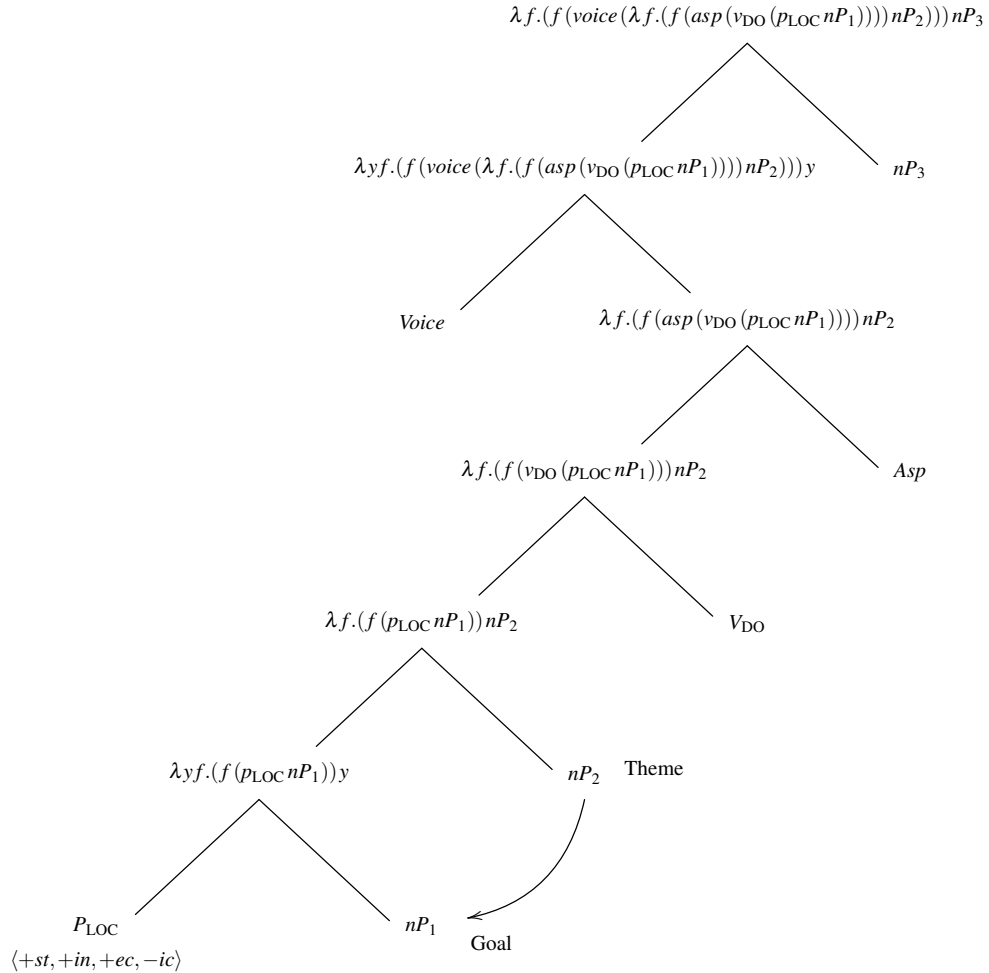 λf.(f(voice(λf.(f(asp(v_DO(p_LOC nP_1))))nP_2)))nP_3
λyf.(f(voice(λf.(f(asp(v_DO(p_LOC nP_1))))nP_2)))y
nP_3
Voice
λf.(f(asp(v_DO(p_LOC nP_1))))nP_2
λf.(f(v_DO(p_LOC nP_1)))nP_2
Asp
λf.(f(p_LOC nP_1))nP_2
V_DO
λyf.(f(p_LOC nP_1))y
nP_2 Theme
P_LOC
nP_1
Goal
⟨+st,+in,+ec,−ic⟩